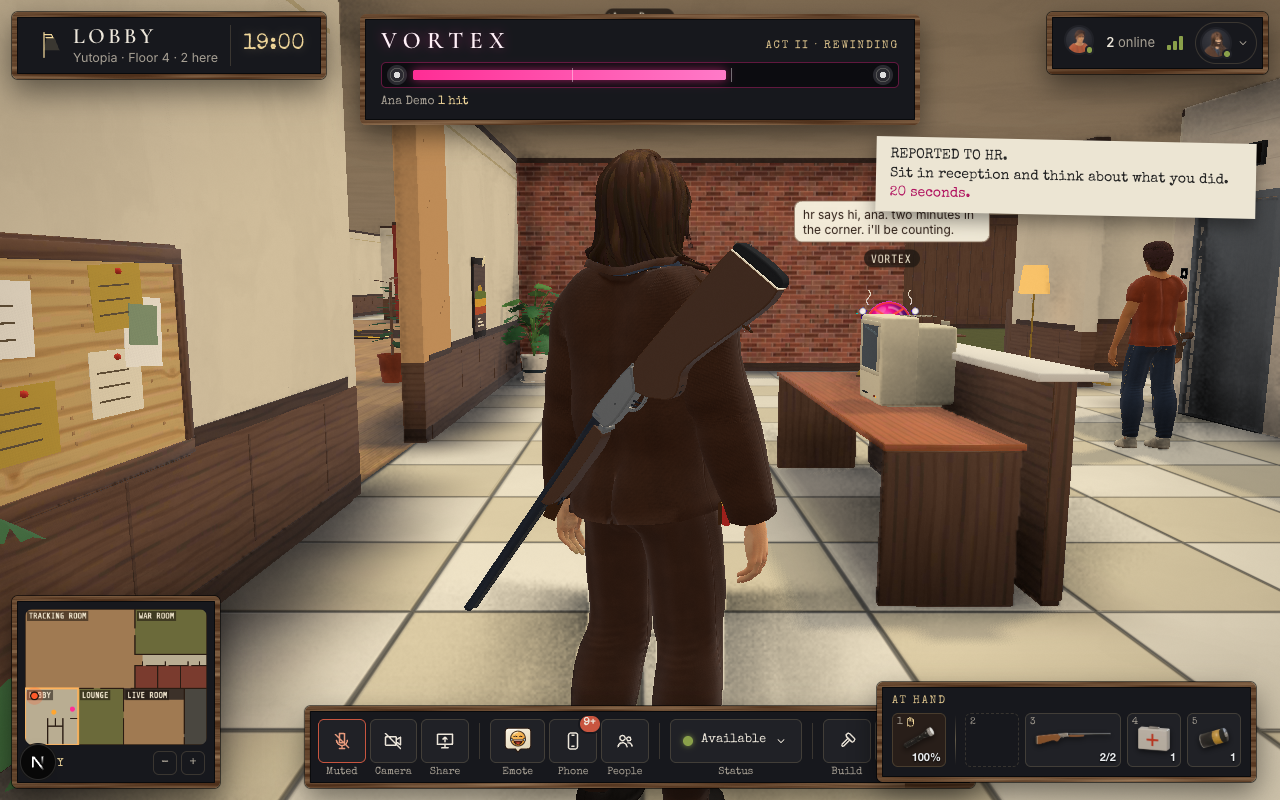 LOBBY
Yutopia · Floor 4 · 2 here
19:00
VORTEX
ACT II · REWINDING
Ana Demo 1 hit
2 online
REPORTED TO HR.
Sit in reception and think about what you did.
20 seconds.
hr says hi, ana. two minutes in
the corner. i'll be counting.
VORTEX
TRACKING ROOM
WAR ROOM
LOUNGE
LIVE ROOM
N
Muted
Camera
Share
Emote
9+
Phone
People
Available
Status
Build
AT HAND
1
100%
2
3
2/2
4
1
5
1